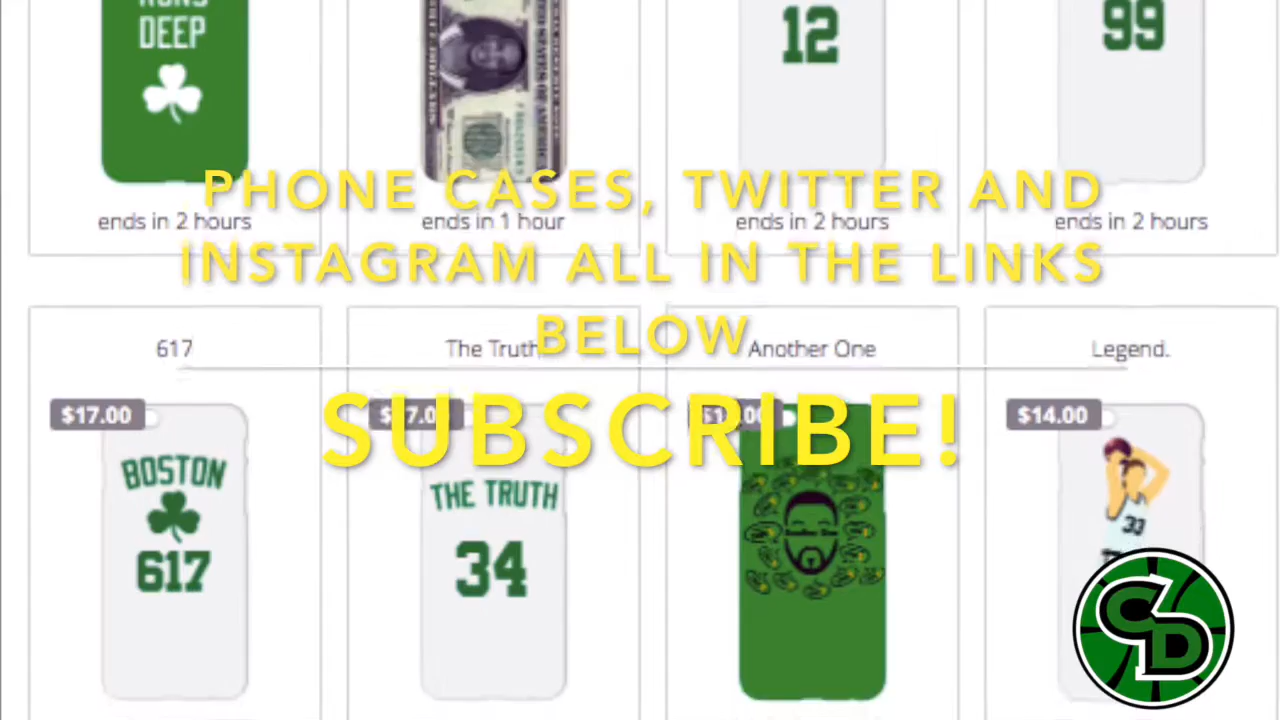 DEEP
12
99
PHONE CASES, TWITTER AND
ends in 2 hours
ends in 1 hour
ends in 2 hours
ends in 2 hours
INSTAGRAM ALL IN THE LINKS
BELOW
617
The Truth
Another One
Legend.
SUBSCRIBE!
$17.00
$14.00
BOSTON
617
THE TRUTH
34
33
CD